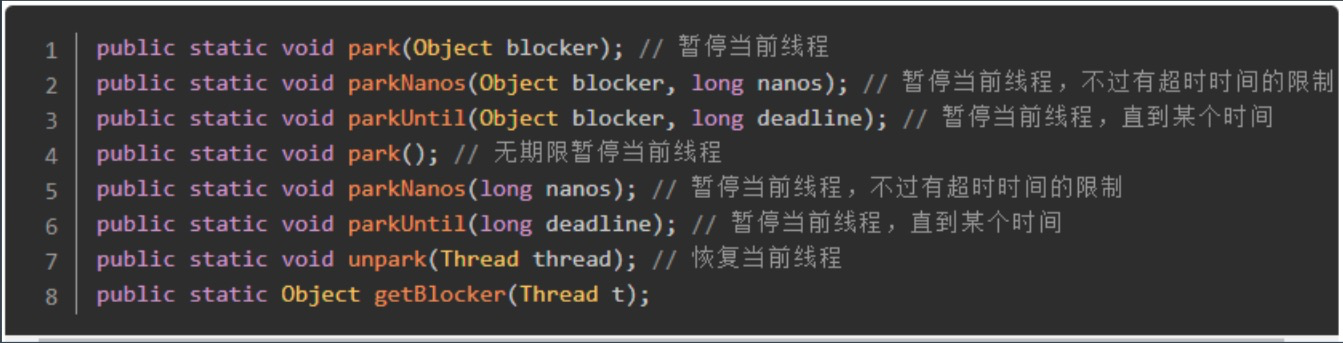 1 public static void park(Object blocker); // 暂停当前线程
2 public static void parkNanos(Object blocker, long nanos); // 暂停当前线程，不过有超时时间的限制
3 public static void parkUntil(Object blocker, long deadline); // 暂停当前线程，直到某个时间
4 public static void park(); // 无期限暂停当前线程
5 public static void parkNanos(long nanos); // 暂停当前线程，不过有超时时间的限制
6 public static void parkUntil(long deadline); // 暂停当前线程，直到某个时间
7 public static void unpark(Thread thread); // 恢复当前线程
8 public static Object getBlocker(Thread t);